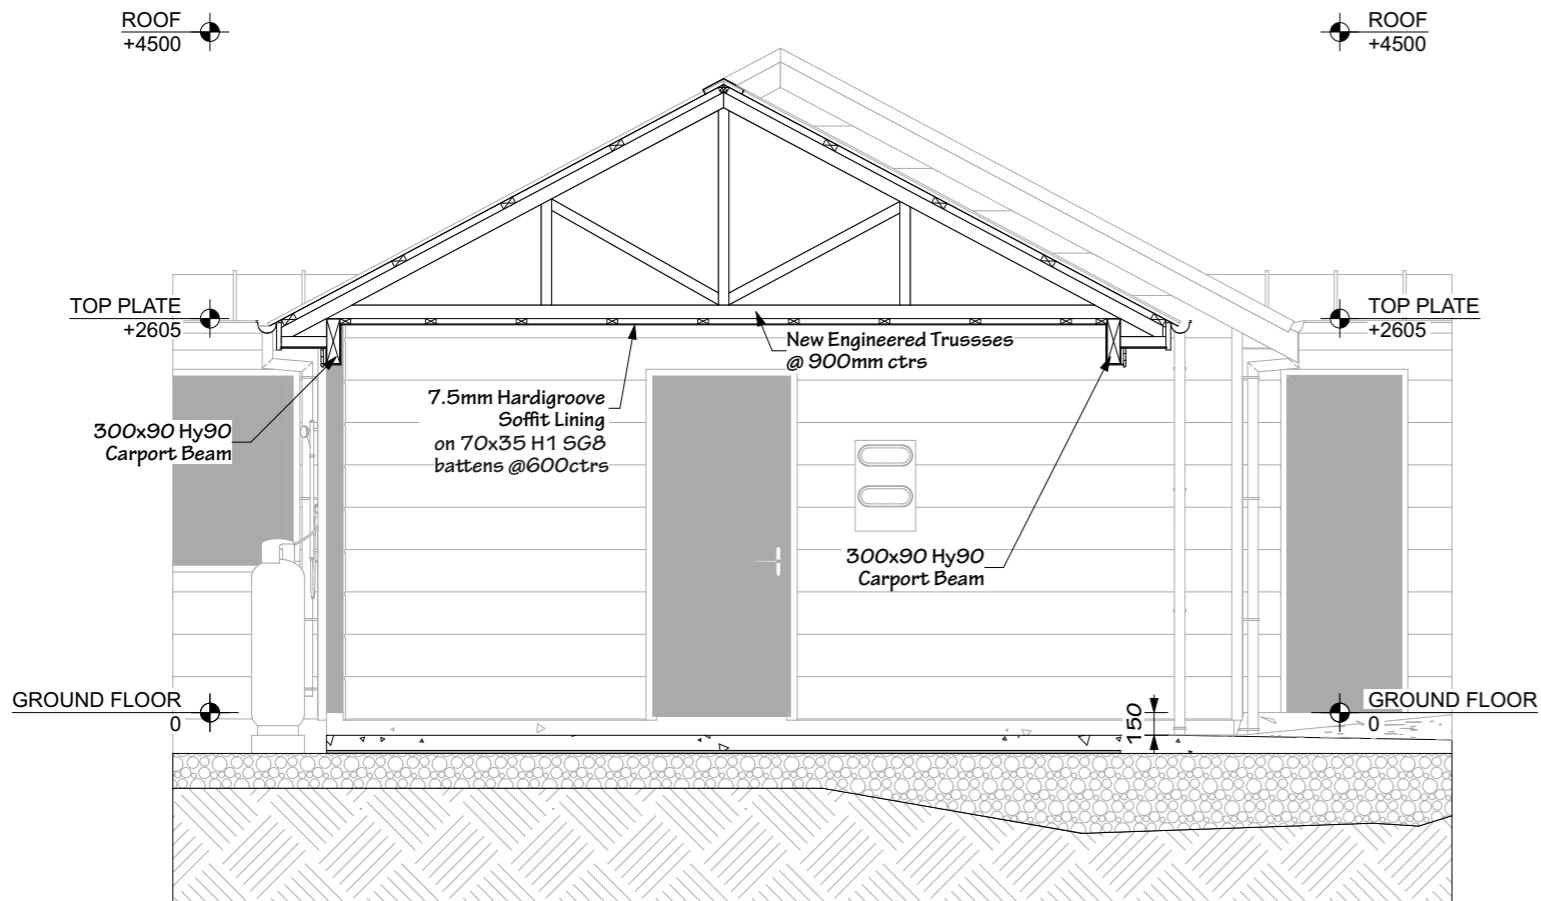 ROOF
+4500
ROOF
+4500
TOP PLATE
+2605
TOP PLATE
+2605
New Engineered Trussses
@ 900mm ctrs
7.5mm Hardigroove
Soffit Lining
on 70x35 H1 SG8
battens @600ctrs
300x90 Hy90
Carport Beam
300x90 Hy90
Carport Beam
GROUND FLOOR
0
150
GROUND FLOOR
0